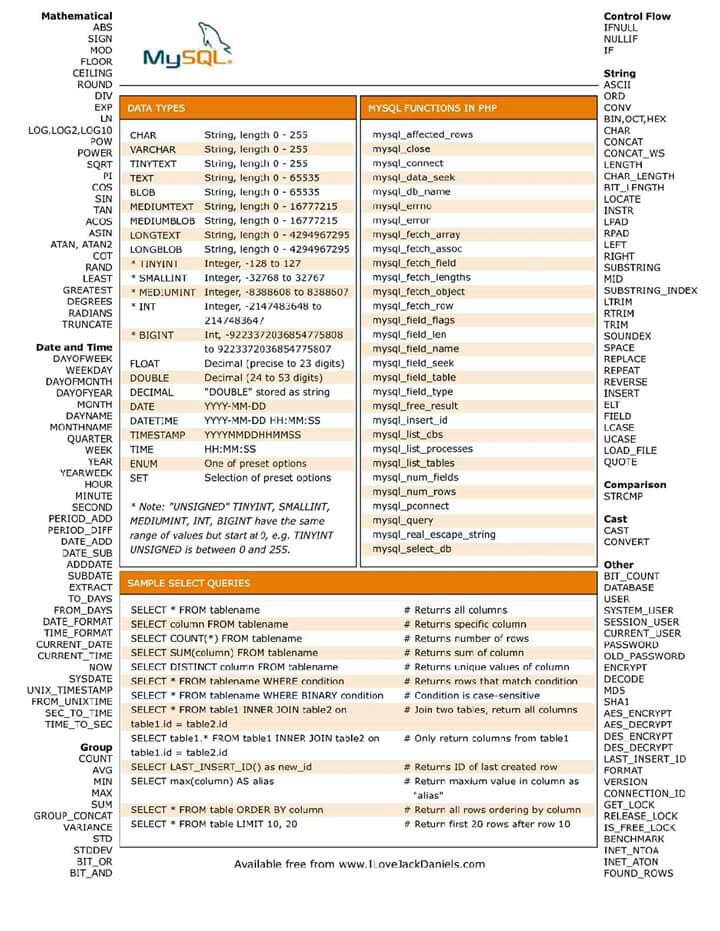 Mathematical
ABS
SIGN
MOD
FLOOR
CEILING
ROUND
DIV
EXP
LN
LOG,LOG2,LOG10
POW
POWER
SQRT
PI
COS
SIN
TAN
ACOS
ASIN
ATAN, ATAN2
COT
RAND
LEAST
GREATEST
DEGREES
RADIANS
TRUNCATE
Date and Time
DAYOFWEEK
WEEKDAY
DAYOFMONTH
DAYOFYEAR
MONTH
DAYNAME
MONTHNAME
QUARTER
WEEK
YEAR
YEARWEEK
HOUR
MINUTE
SECOND
PERIOD_ADD
PERIOD_DIFF
DATE_ADD
DATE_SUB
ADDDATE
SUBDATE
EXTRACT
TO_DAYS
FROM_DAYS
DATE_FORMAT
TIME_FORMAT
CURRENT_DATE
CURRENT_TIME
NOW
SYSDATE
UNIX_TIMESTAMP
FROM_UNIXTIME
SEC_TO_TIME
TIME_TO_SEC
Group
COUNT
AVG
MIN
MAX
SUM
GROUP_CONCAT
VARIANCE
STD
STDDEV
BIT_OR
BIT_AND
MySQL
DATA TYPES
CHAR String, length 0 - 255
VARCHAR String, length 0 - 255
TINYTEXT String, length 0 - 255
TEXT String, length 0 - 65535
BLOB String, length 0 - 65535
MEDIUMTEXT String, length 0 - 16777215
MEDIUMBLOB String, length 0 - 16777215
LONGTEXT String, length 0 - 4294967295
LONGBLOB String, length 0 - 4294967295
* TINYINT Integer, -128 to 127
* SMALLINT Integer, -32768 to 32767
* MEDIUMINT Integer, -8388608 to 8388607
* INT Integer, -2147483648 to
2147483647
* BIGINT Int, -9223372036854775808
to 9223372036854775807
FLOAT Decimal (precise to 23 digits)
DOUBLE Decimal (24 to 53 digits)
DECIMAL "DOUBLE" stored as string
DATE YYYY-MM-DD
DATETIME YYYY-MM-DD HH:MM:SS
TIMESTAMP YYYYMMDDHHMMSS
TIME HH:MM:SS
ENUM One of preset options
SET Selection of preset options
* Note: "UNSIGNED" TINYINT, SMALLINT,
MEDIUMINT, INT, BIGINT have the same
range of values but start at 0, e.g. TINYINT
UNSIGNED is between 0 and 255.
MYSQL FUNCTIONS IN PHP
mysql_affected_rows
mysql_close
mysql_connect
mysql_data_seek
mysql_db_name
mysql_errno
mysql_error
mysql_fetch_array
mysql_fetch_assoc
mysql_fetch_field
mysql_fetch_lengths
mysql_fetch_object
mysql_fetch_row
mysql_field_flags
mysql_field_len
mysql_field_name
mysql_field_seek
mysql_field_table
mysql_field_type
mysql_free_result
mysql_insert_id
mysql_list_dbs
mysql_list_processes
mysql_list_tables
mysql_num_fields
mysql_num_rows
mysql_pconnect
mysql_query
mysql_real_escape_string
mysql_select_db
SAMPLE SELECT QUERIES
SELECT * FROM tablename # Returns all columns
SELECT column FROM tablename # Returns specific column
SELECT COUNT(*) FROM tablename # Returns number of rows
SELECT SUM(column) FROM tablename # Returns sum of column
SELECT DISTINCT column FROM tablename # Returns unique values of column
SELECT * FROM tablename WHERE condition # Returns rows that match condition
SELECT * FROM tablename WHERE BINARY condition # Condition is case-sensitive
SELECT * FROM table1 INNER JOIN table2 on # Join two tables, return all columns
table1.id = table2.id
SELECT table1.* FROM table1 INNER JOIN table2 on # Only return columns from table1
table1.id = table2.id
SELECT LAST_INSERT_ID() as new_id # Returns ID of last created row
SELECT max(column) AS alias # Return maxium value in column as
"alias"
SELECT * FROM table ORDER BY column # Return all rows ordering by column
SELECT * FROM table LIMIT 10, 20 # Return first 20 rows after row 10
Available free from www.ILoveJackDaniels.com
Control Flow
IFNULL
NULLIF
IF
String
ASCII
ORD
CONV
BIN,OCT,HEX
CHAR
CONCAT
CONCAT_WS
LENGTH
CHAR_LENGTH
BIT_LENGTH
LOCATE
INSTR
LPAD
RPAD
LEFT
RIGHT
SUBSTRING
MID
SUBSTRING_INDEX
LTRIM
RTRIM
TRIM
SOUNDEX
SPACE
REPLACE
REPEAT
REVERSE
INSERT
ELT
FIELD
LCASE
UCASE
LOAD_FILE
QUOTE
Comparison
STRCMP
Cast
CAST
CONVERT
Other
BIT_COUNT
DATABASE
USER
SYSTEM_USER
SESSION_USER
CURRENT_USER
PASSWORD
OLD_PASSWORD
ENCRYPT
DECODE
MD5
SHA1
AES_ENCRYPT
AES_DECRYPT
DES_ENCRYPT
DES_DECRYPT
LAST_INSERT_ID
FORMAT
VERSION
CONNECTION_ID
GET_LOCK
RELEASE_LOCK
IS_FREE_LOCK
BENCHMARK
INET_NTOA
INET_ATON
FOUND_ROWS